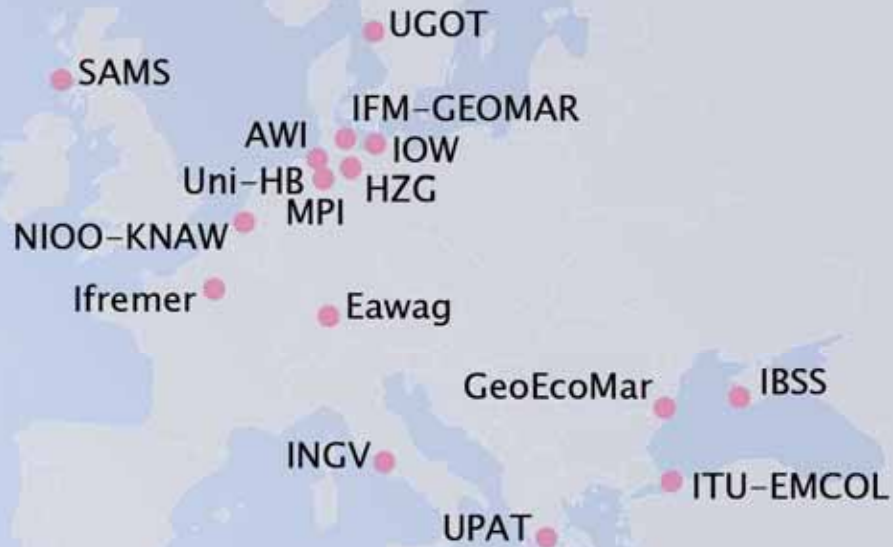 UGOT
SAMS
IFM-GEOMAR
AWI
IOW
Uni-HB
HZG
MPI
NIOO-KNAW
Ifremer
Eawag
GeoEcoMar
IBSS
INGV
ITU-EMCOL
UPAT